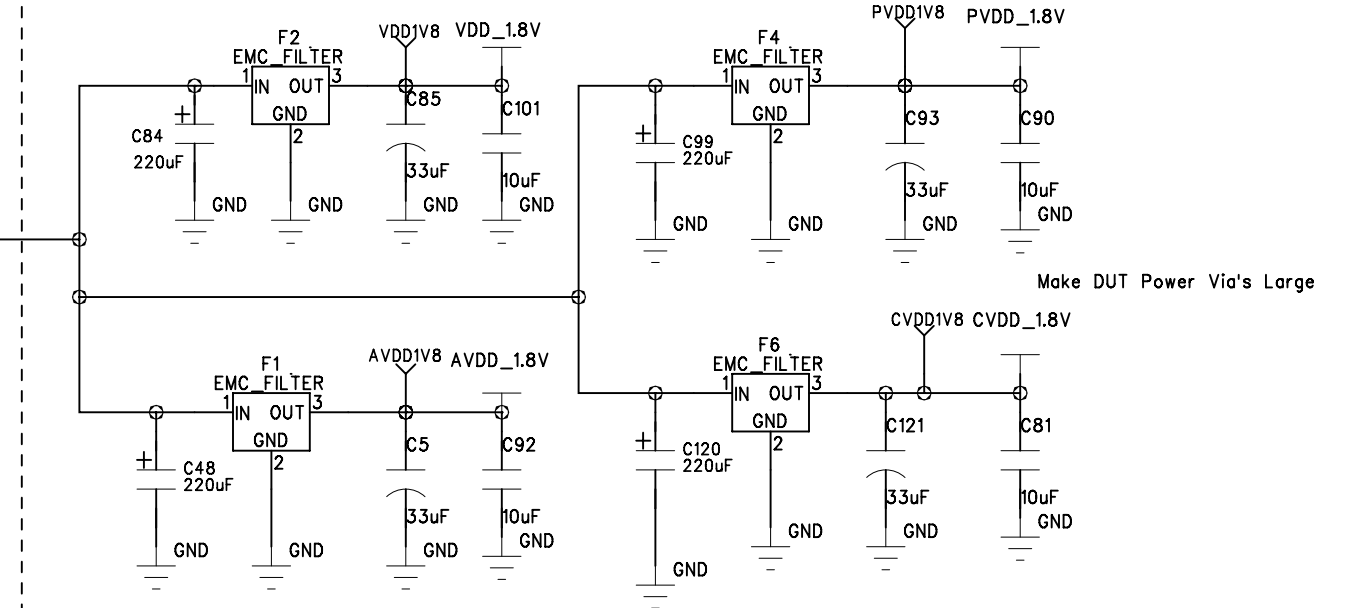 F2
EMC_FILTER
1 IN OUT 3
GND
2
VDD1V8
VDD_1.8V
+
C84
220uF
C85
33uF
C101
10uF
GND
GND
GND
GND
F4
EMC_FILTER
1 IN OUT 3
GND
2
PVDD1V8
PVDD_1.8V
+
C99
220uF
C93
33uF
C90
10uF
GND
GND
GND
GND
Make DUT Power Via's Large
F1
EMC_FILTER
1 IN OUT 3
GND
2
AVDD1V8
AVDD_1.8V
+
C48
220uF
C5
33uF
C92
10uF
GND
GND
GND
GND
F6
EMC_FILTER
1 IN OUT 3
GND
2
CVDD1V8
CVDD_1.8V
+
C120
220uF
C121
33uF
C81
10uF
GND
GND
GND
GND